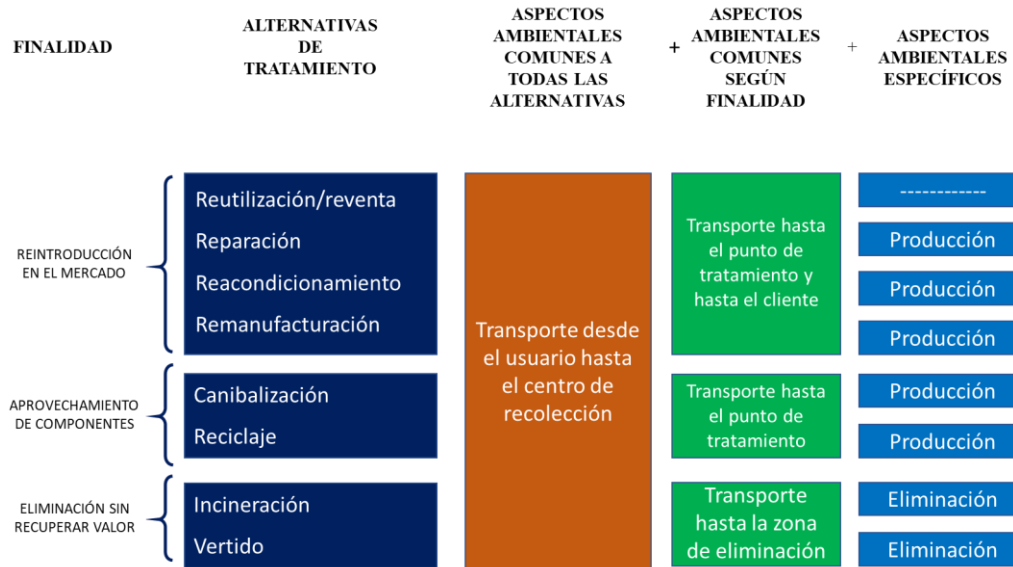 FINALIDAD
ALTERNATIVAS
DE
TRATAMIENTO
ASPECTOS
AMBIENTALES
COMUNES A
TODAS LAS
ALTERNATIVAS
+
ASPECTOS
AMBIENTALES
COMUNES
SEGÚN
FINALIDAD
+
ASPECTOS
AMBIENTALES
ESPECÍFICOS
REINTRODUCCIÓN
EN EL MERCADO
Reutilización/reventa
Reparación
Reacondicionamiento
Remanufacturación
Transporte desde
el usuario hasta
el centro de
recolección
Transporte hasta
el punto de
tratamiento y
hasta el cliente
------------
Producción
Producción
Producción
APROVECHAMIENTO
DE COMPONENTES
Canibalización
Reciclaje
Transporte hasta
el punto de
tratamiento
Producción
Producción
ELIMINACIÓN SIN
RECUPERAR VALOR
Incineración
Vertido
Transporte
hasta la zona
de eliminación
Eliminación
Eliminación